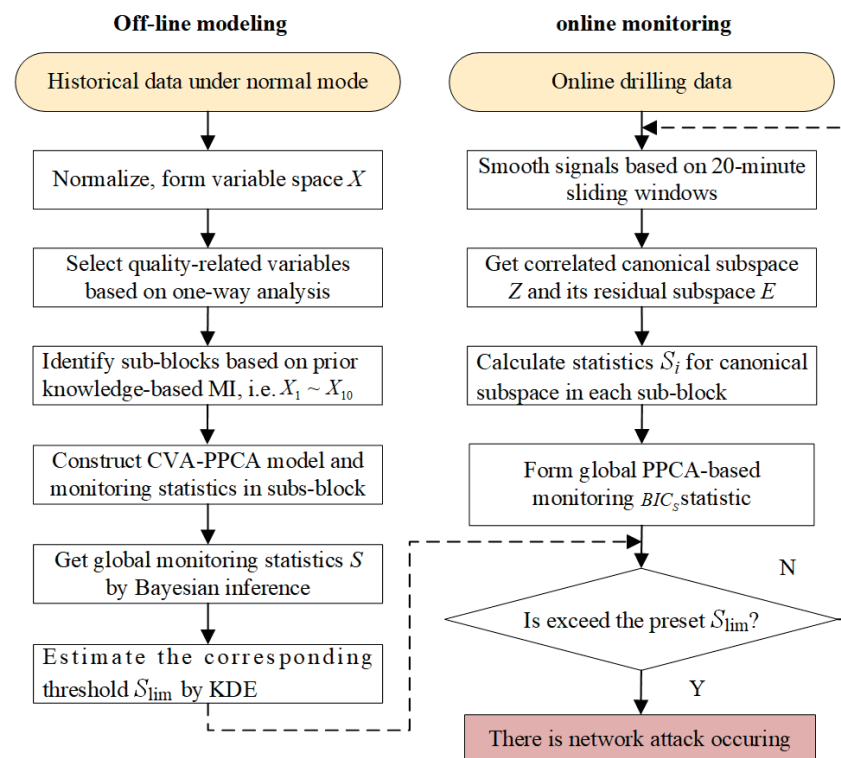 Off-line modeling
Historical data under normal mode
Normalize, form variable space X
Select quality-related variables
based on one-way analysis
Identify sub-blocks based on prior
knowledge-based MI, i.e. X₁ ~ X₁₀
Construct CVA-PPCA model and
monitoring statistics in subs-block
Get global monitoring statistics S
by Bayesian inference
Estimate the corresponding
threshold S_lim by KDE
online monitoring
Online drilling data
Smooth signals based on 20-minute
sliding windows
Get correlated canonical subspace
Z and its residual subspace E
Calculate statistics S_i for canonical
subspace in each sub-block
Form global PPCA-based
monitoring BIC_S statistic
N
Is exceed the preset S_lim?
Y
There is network attack occuring